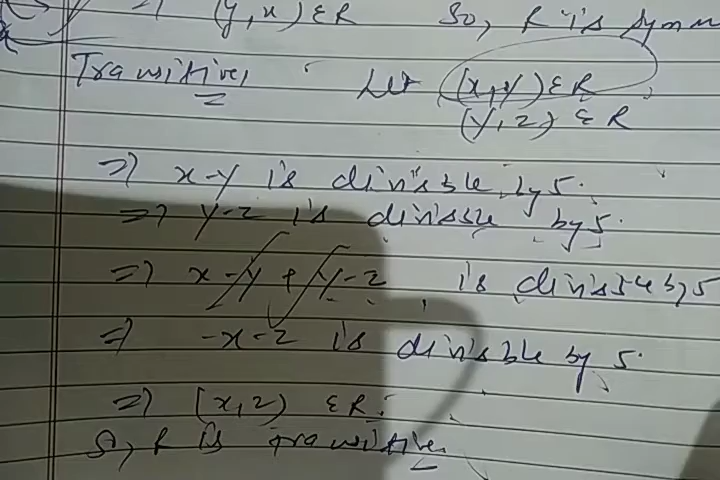 => (y,x) ∈ R So, R is symm
Transitive, Let (x,y) ∈ R
(y,z) ∈ R
=> x-y is divisible by 5.
=> y-z is divisible by 5.
=> x-y + y-z is divisible by 5
=> -x-z is divisible by 5.
=> (x,z) ∈ R.
So, R is transitive